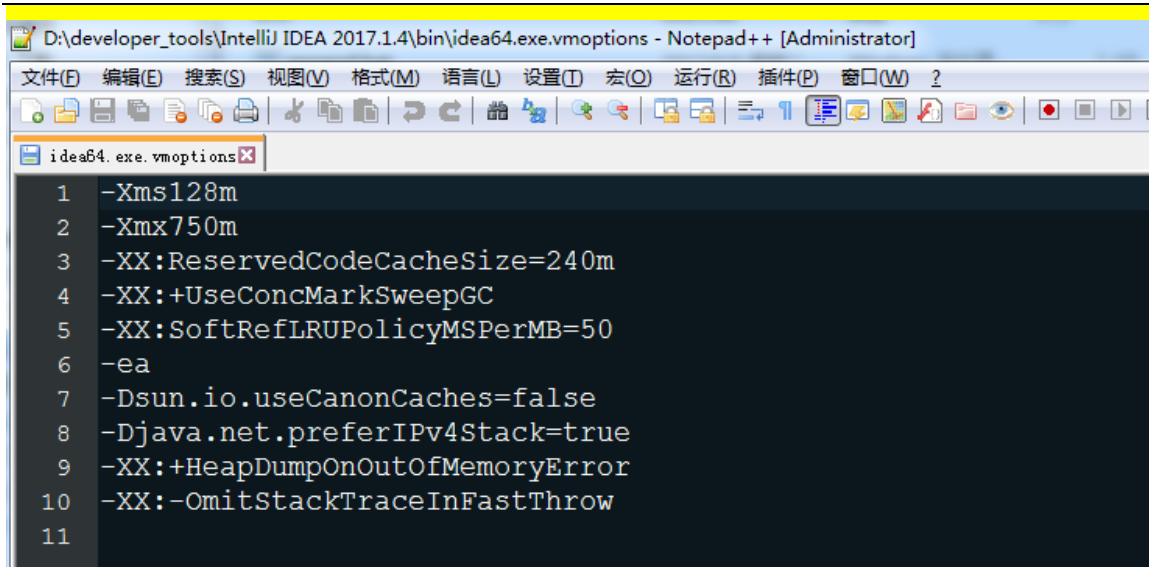 D:\developer_tools\IntelliJ IDEA 2017.1.4\bin\idea64.exe.vmoptions - Notepad++ [Administrator]
文件(F) 编辑(E) 搜索(S) 视图(V) 格式(M) 语言(L) 设置(T) 宏(O) 运行(R) 插件(P) 窗口(W) ?
idea64.exe.vmoptions
1 -Xms128m
2 -Xmx750m
3 -XX:ReservedCodeCacheSize=240m
4 -XX:+UseConcMarkSweepGC
5 -XX:SoftRefLRUPolicyMSPerMB=50
6 -ea
7 -Dsun.io.useCanonCaches=false
8 -Djava.net.preferIPv4Stack=true
9 -XX:+HeapDumpOnOutOfMemoryError
10 -XX:-OmitStackTraceInFastThrow
11